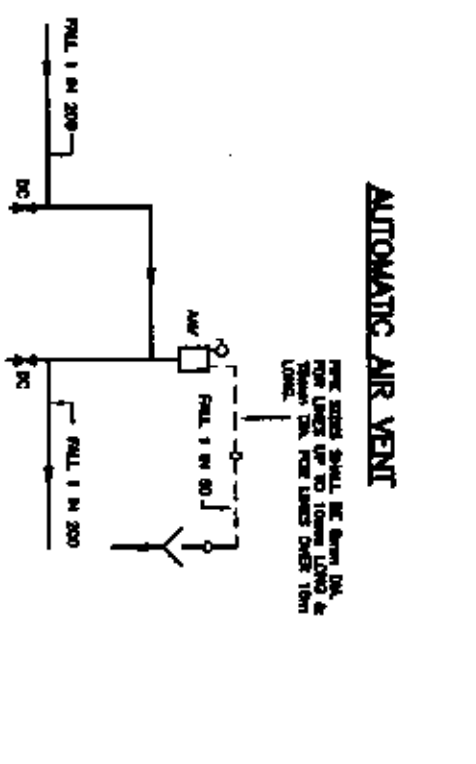 AUTOMATIC AIR VENT
PIPE SIZES SHALL BE 6mm DIA.
FOR LINES UP TO 10mm LONG &
DIA. FOR LINES OVER 10m
LONG.
AAV
FALL 1 IN 50
FALL 1 IN 200
FALL 1 IN 200
DC
DC